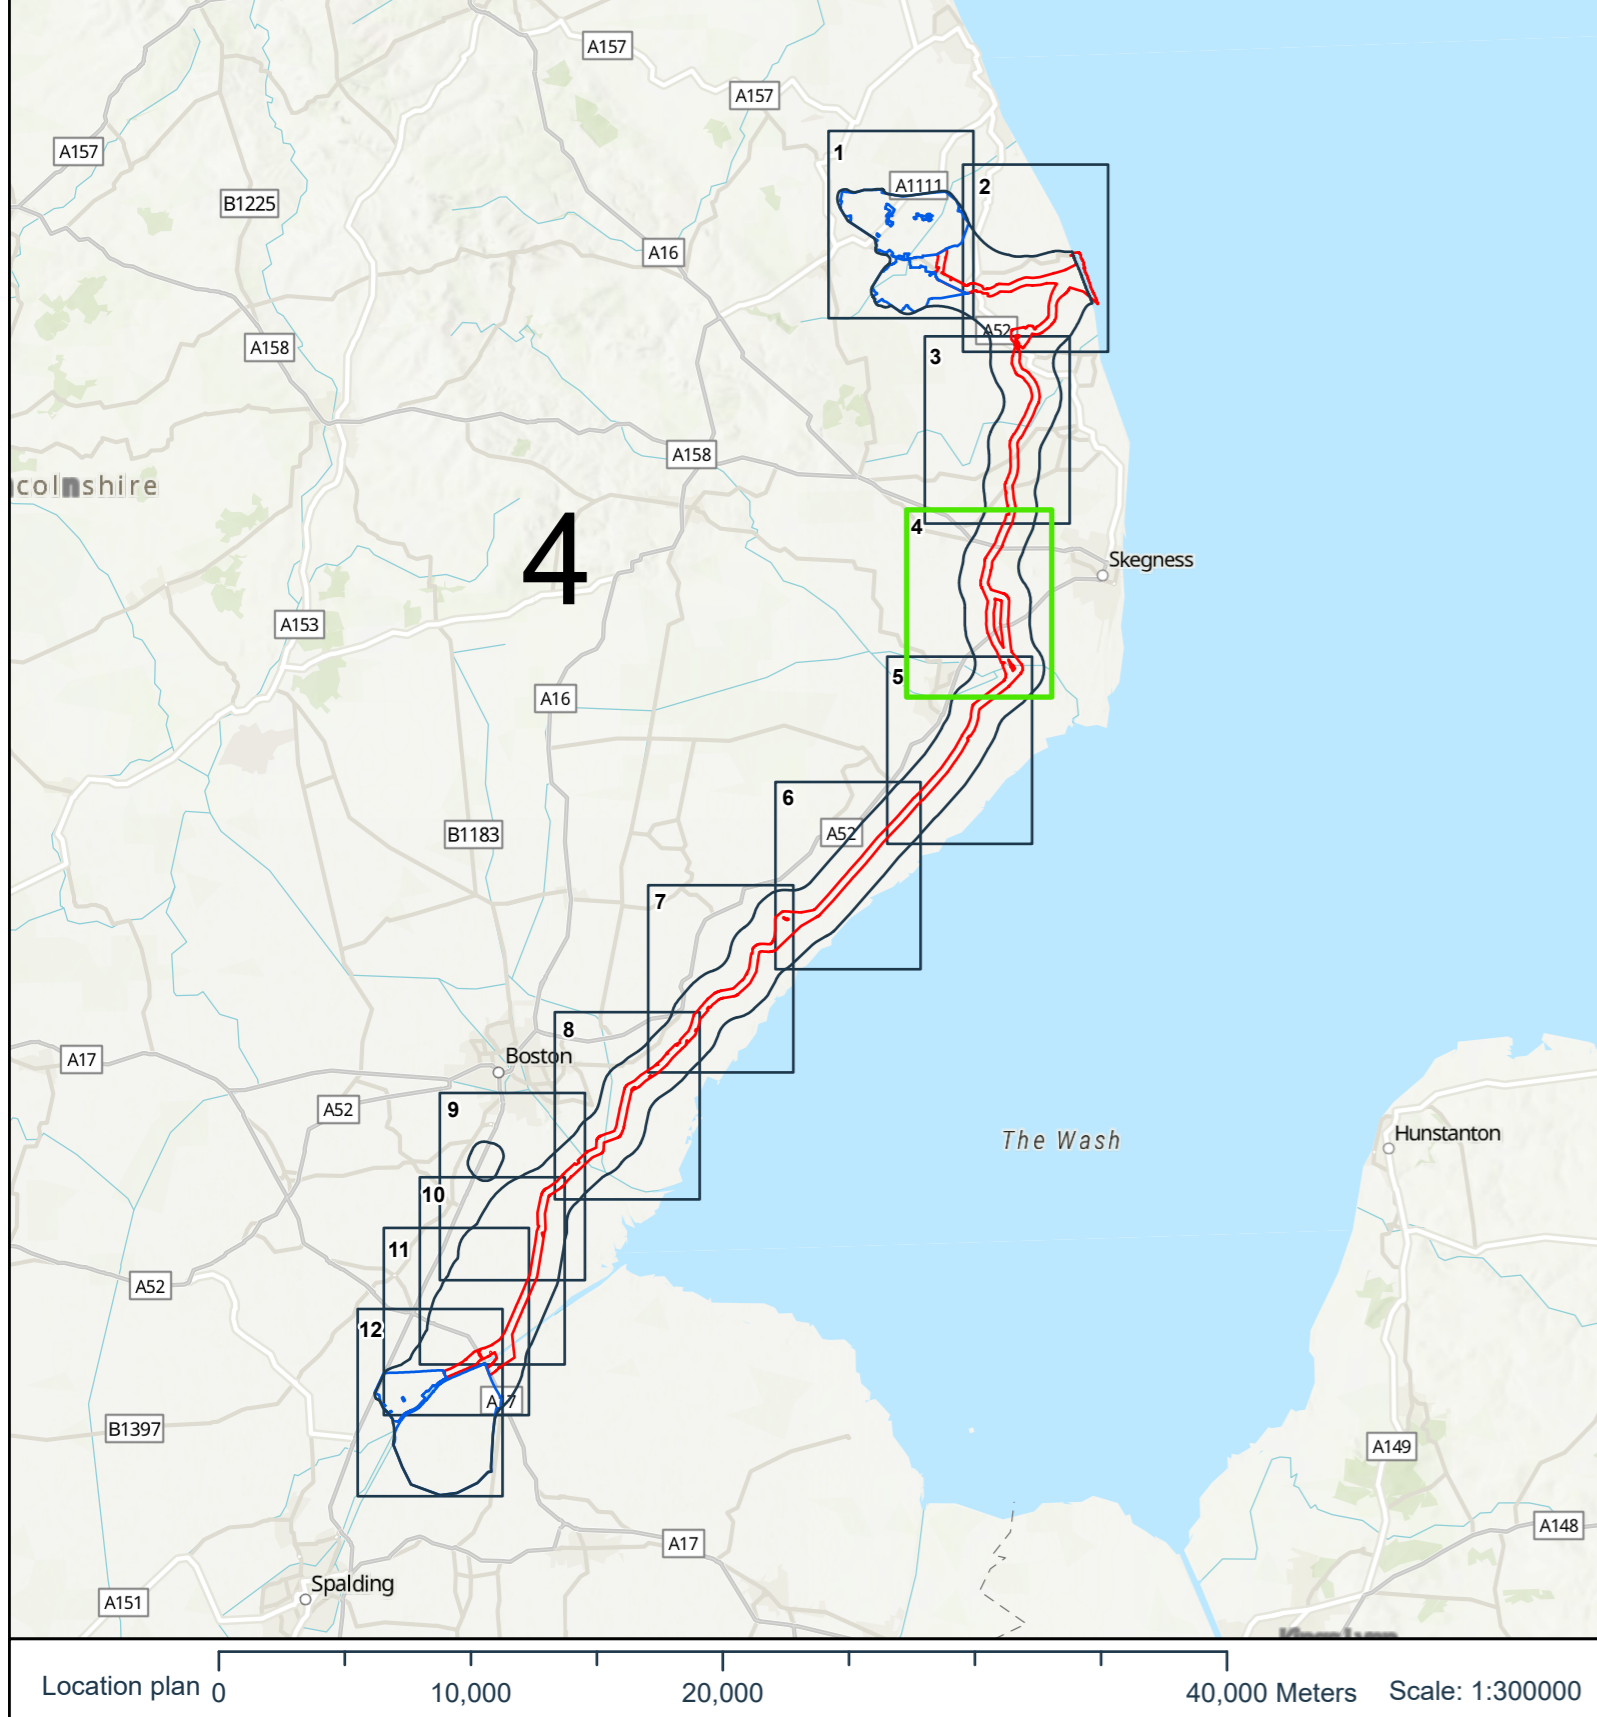 A157
A157
A157
1
A1111
2
B1225
A16
A52
A158
3
A158
colnshire
4
4
Skegness
A153
5
A16
6
A52
B1183
7
8
Boston
A17
A52
9
The Wash
Hunstanton
10
11
A52
12
A17
B1397
A149
A148
A17
Spalding
A151
Location plan 0 10,000 20,000 40,000 Meters Scale: 1:300000